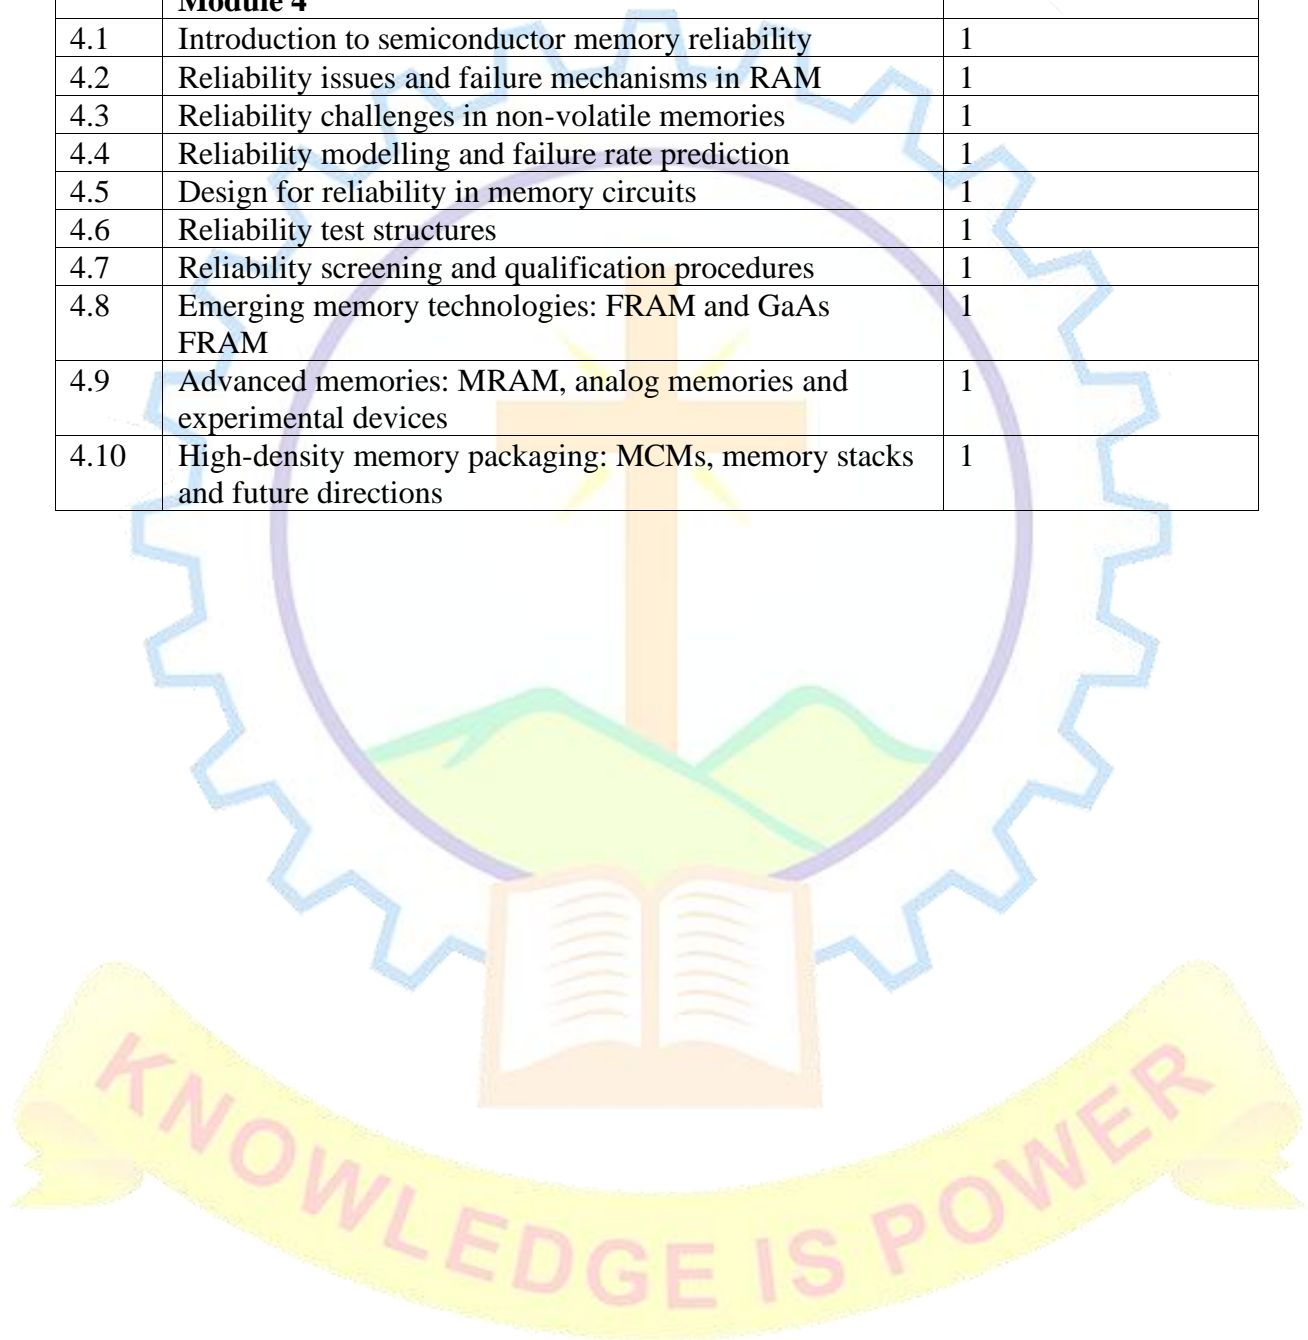 Module 4
4.1 Introduction to semiconductor memory reliability 1
4.2 Reliability issues and failure mechanisms in RAM 1
4.3 Reliability challenges in non-volatile memories 1
4.4 Reliability modelling and failure rate prediction 1
4.5 Design for reliability in memory circuits 1
4.6 Reliability test structures 1
4.7 Reliability screening and qualification procedures 1
4.8 Emerging memory technologies: FRAM and GaAs 1
FRAM
4.9 Advanced memories: MRAM, analog memories and 1
experimental devices
4.10 High-density memory packaging: MCMs, memory stacks 1
and future directions
KNOWLEDGE IS POWER